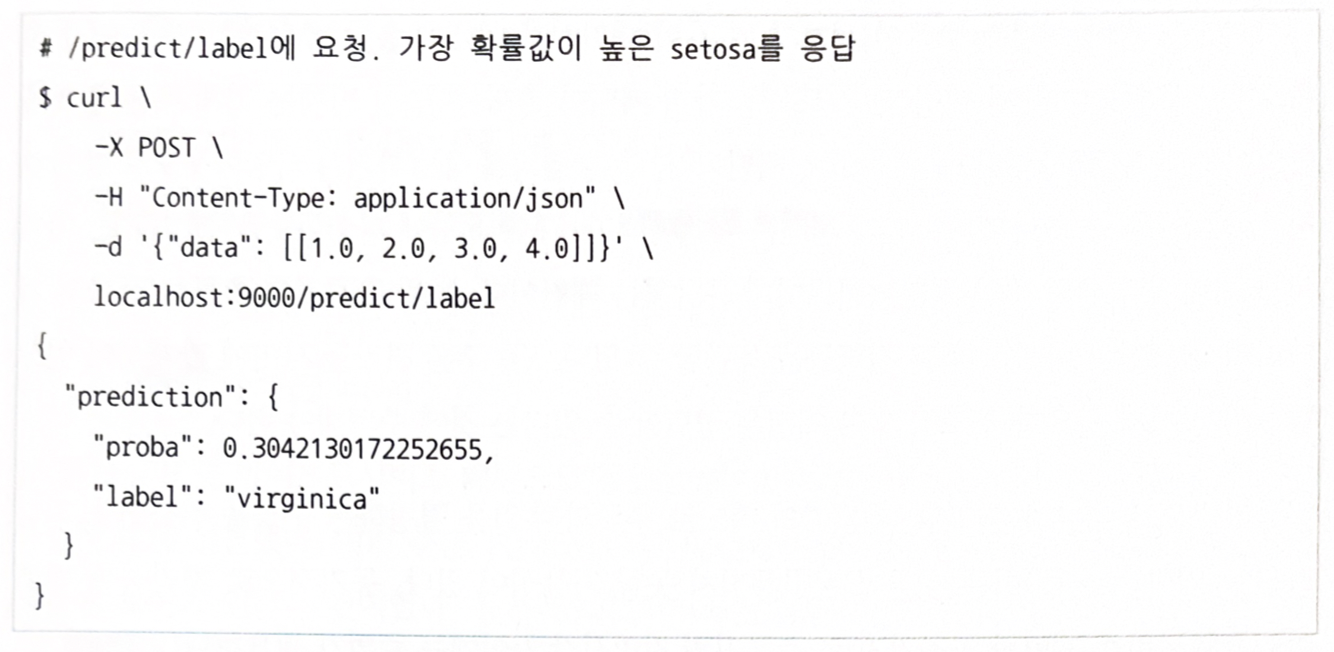 # /predict/label에 요청. 가장 확률값이 높은 setosa를 응답
$ curl \
    -X POST \
    -H "Content-Type: application/json" \
    -d '{"data": [[1.0, 2.0, 3.0, 4.0]]}' \
    localhost:9000/predict/label
{
  "prediction": {
    "proba": 0.3042130172252655,
    "label": "virginica"
  }
}